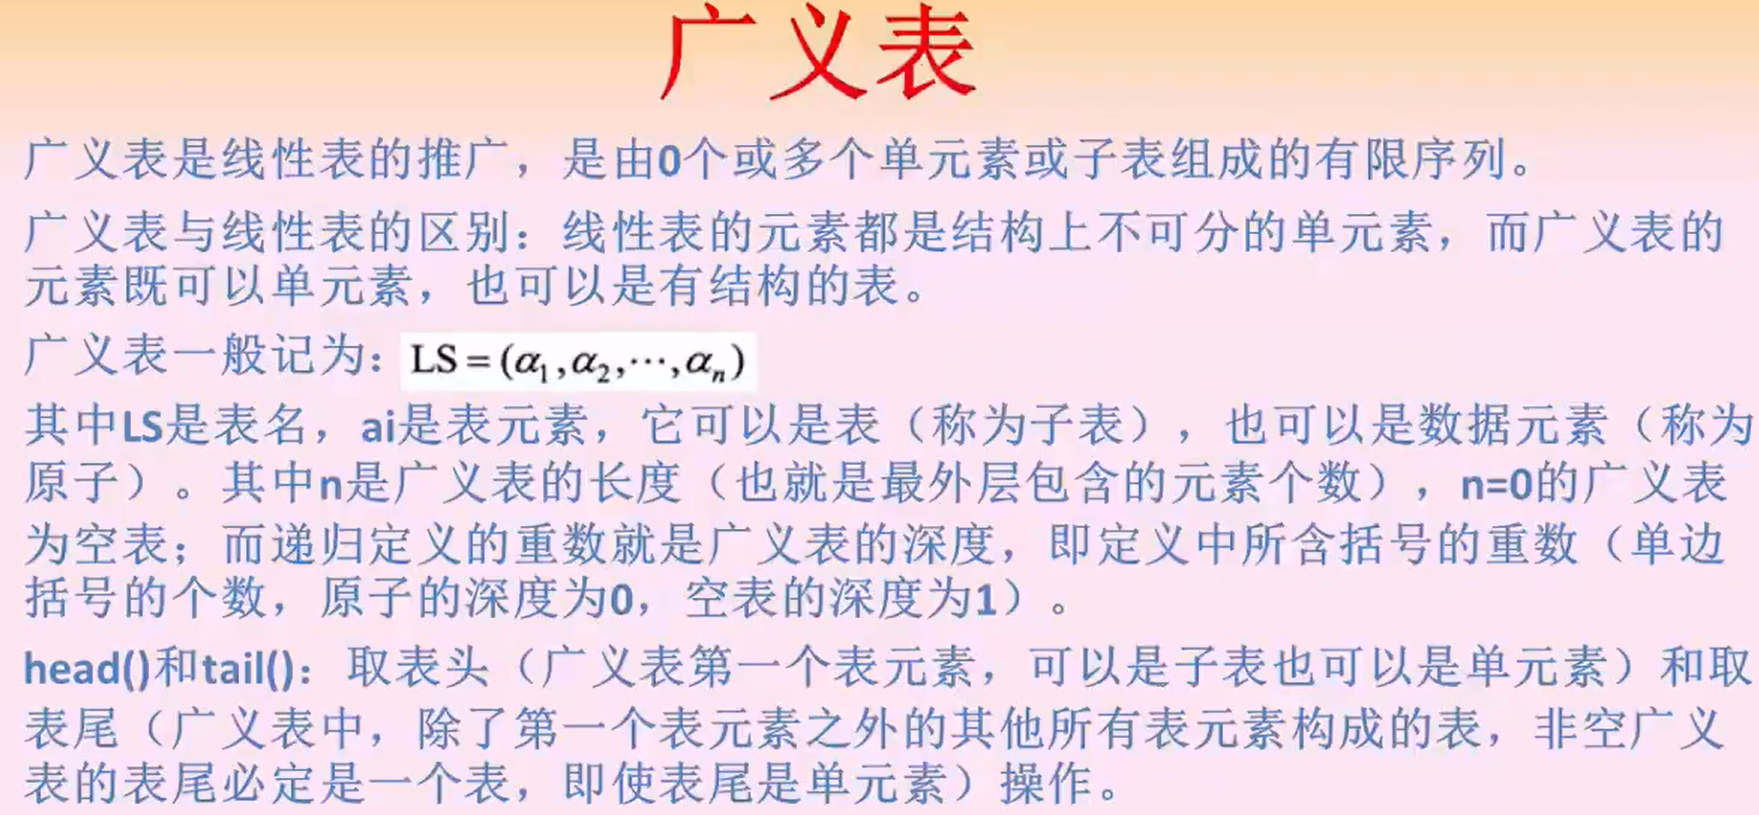 广义表
广义表是线性表的推广，是由0个或多个单元素或子表组成的有限序列。
广义表与线性表的区别：线性表的元素都是结构上不可分的单元素，而广义表的
元素既可以单元素，也可以是有结构的表。
广义表一般记为：LS=(α₁,α₂,⋯,αₙ)
其中LS是表名，ai是表元素，它可以是表（称为子表），也可以是数据元素（称为
原子）。其中n是广义表的长度（也就是最外层包含的元素个数），n=0的广义表
为空表；而递归定义的重数就是广义表的深度，即定义中所含括号的重数（单边
括号的个数，原子的深度为0，空表的深度为1）。
head()和tail()：取表头（广义表第一个表元素，可以是子表也可以是单元素）和取
表尾（广义表中，除了第一个表元素之外的其他所有表元素构成的表，非空广义
表的表尾必定是一个表，即使表尾是单元素）操作。